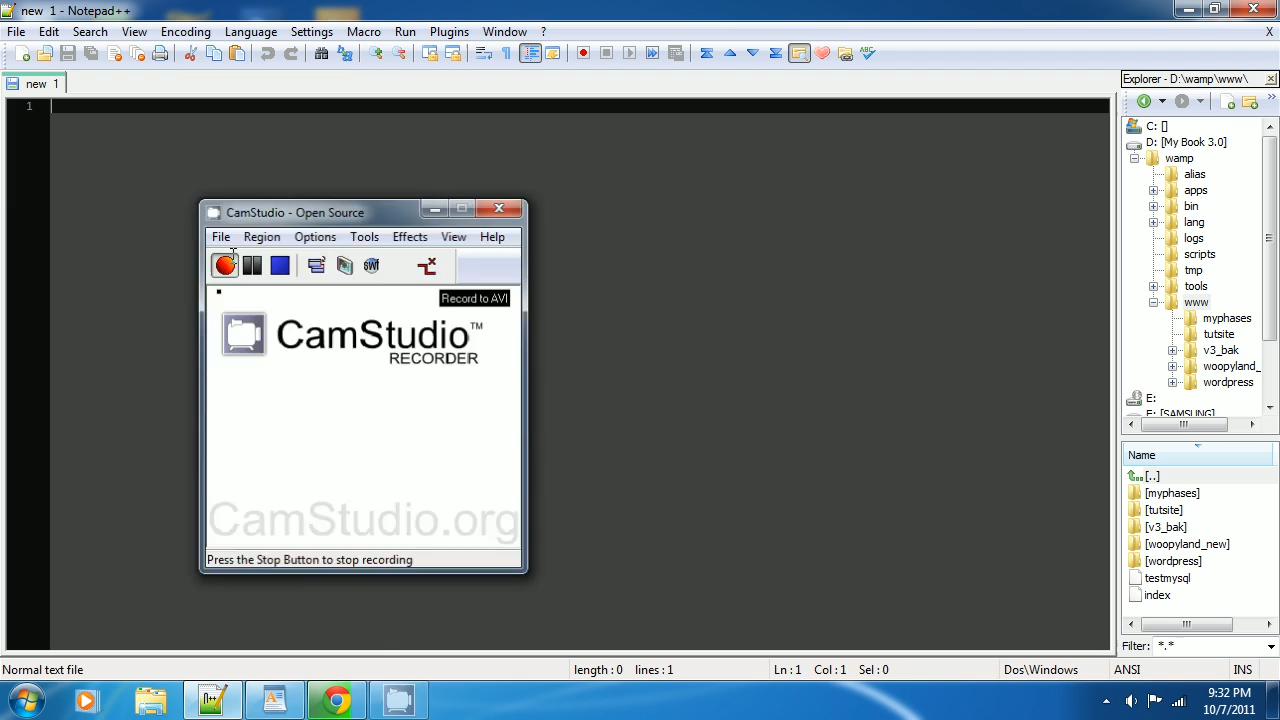 new 1 - Notepad++
File Edit Search View Encoding Language Settings Macro Run Plugins Window ? X
new 1
1
Explorer - D:\wamp\www\
C: []
D: [My Book 3.0]
wamp
alias
apps
bin
lang
logs
scripts
tmp
tools
www
myphases
tutsite
v3_bak
woopyland_
wordpress
E:
F: [SAMSUNG]
CamStudio - Open Source
File Region Options Tools Effects View Help
Record to AVI
CamStudio™
RECORDER
CamStudio.org
Press the Stop Button to stop recording
Name
[..]
[myphases]
[tutsite]
[v3_bak]
[woopyland_new]
[wordpress]
testmysql
index
Filter: *.*
Normal text file length : 0 lines : 1 Ln : 1 Col : 1 Sel : 0 Dos\Windows ANSI INS
9:32 PM
10/7/2011